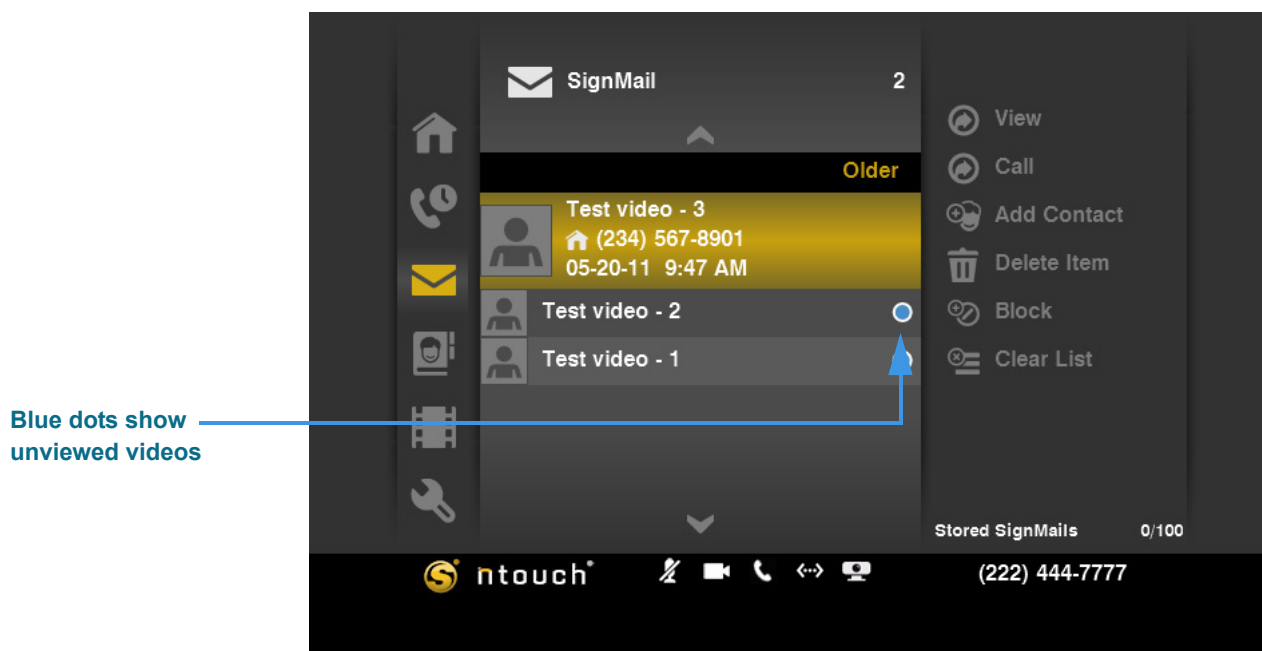 SignMail 2
Older
Test video - 3
(234) 567-8901
05-20-11 9:47 AM
Test video - 2
Test video - 1
View
Call
Add Contact
Delete Item
Block
Clear List
Blue dots show
unviewed videos
Stored SignMails 0/100
ntouch
(222) 444-7777